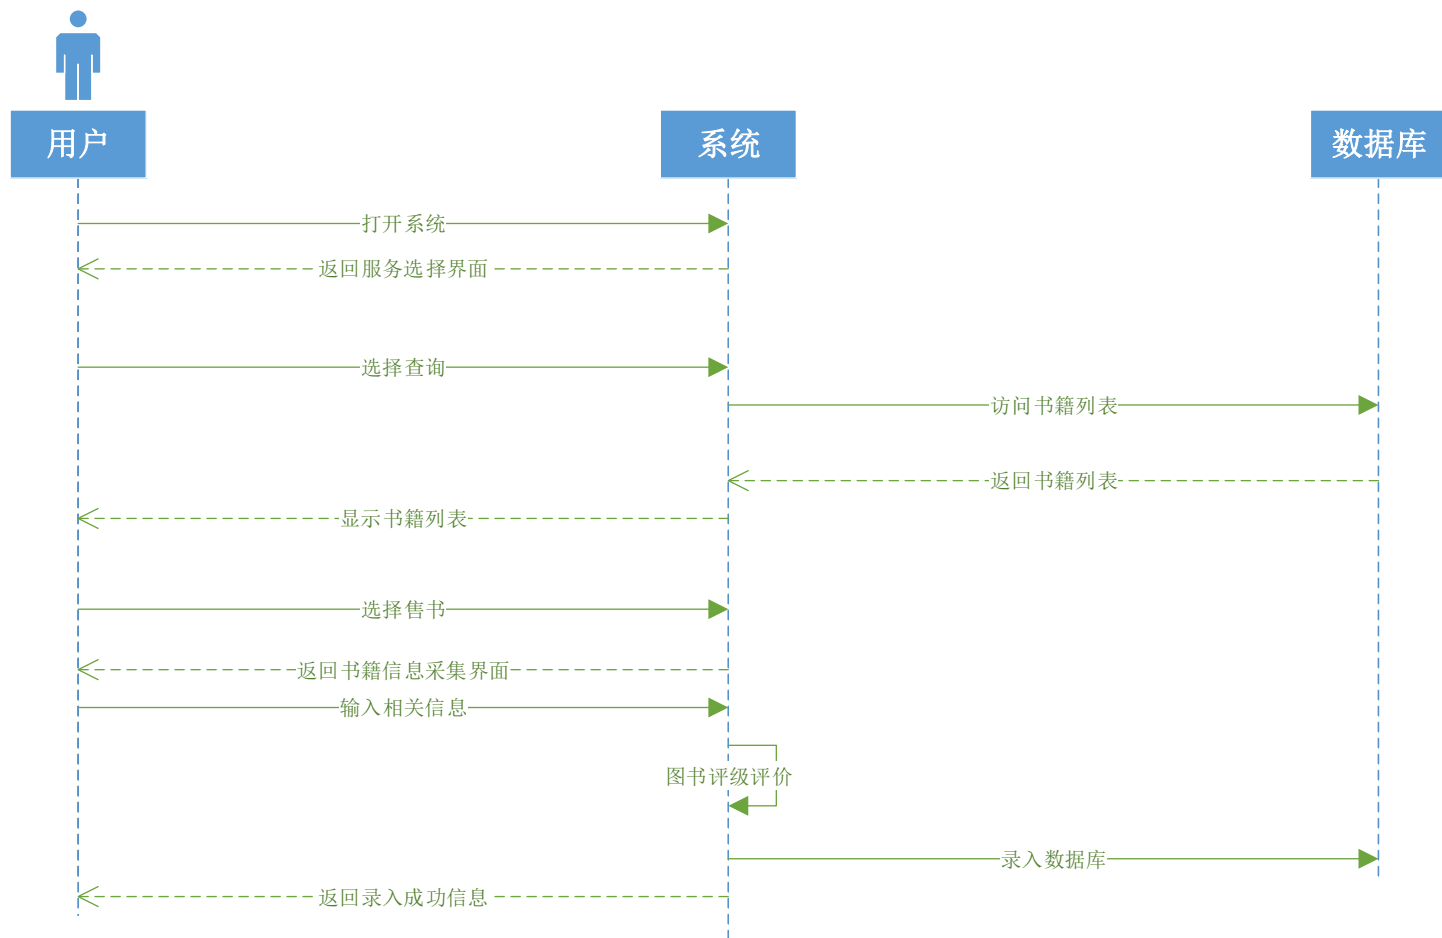 用户
系统
数据库
打开系统
返回服务选择界面
选择查询
访问书籍列表
返回书籍列表
显示书籍列表
选择售书
返回书籍信息采集界面
输入相关信息
图书评级评价
录入数据库
返回录入成功信息